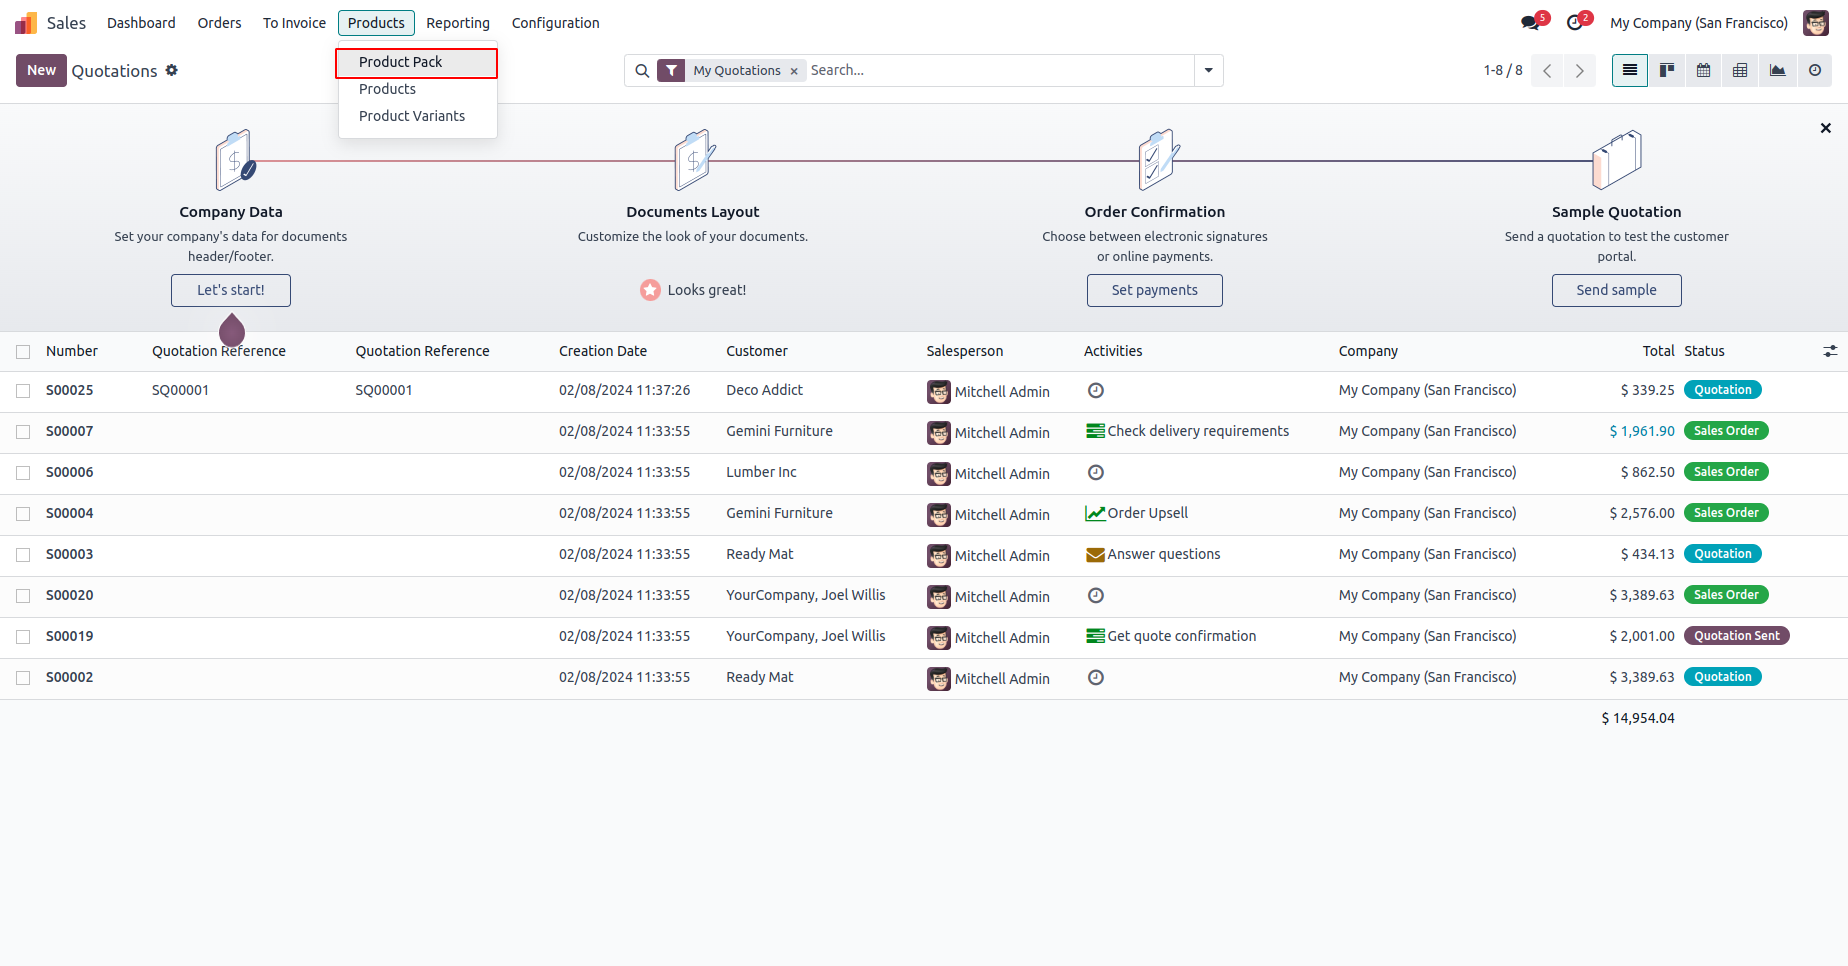 Sales Dashboard Orders To Invoice Products Reporting Configuration 5 2 My Company (San Francisco)
New Quotations My Quotations × Search... 1-8 / 8
Product Pack
Products
Product Variants
Company Data Documents Layout Order Confirmation Sample Quotation
Set your company's data for documents Customize the look of your documents. Choose between electronic signatures Send a quotation to test the customer
header/footer. or online payments. portal.
Let's start! Looks great! Set payments Send sample
Number Quotation Reference Quotation Reference Creation Date Customer Salesperson Activities Company Total Status
S00025 SQ00001 SQ00001 02/08/2024 11:37:26 Deco Addict Mitchell Admin My Company (San Francisco) $ 339.25 Quotation
S00007 02/08/2024 11:33:55 Gemini Furniture Mitchell Admin Check delivery requirements My Company (San Francisco) $ 1,961.90 Sales Order
S00006 02/08/2024 11:33:55 Lumber Inc Mitchell Admin My Company (San Francisco) $ 862.50 Sales Order
S00004 02/08/2024 11:33:55 Gemini Furniture Mitchell Admin Order Upsell My Company (San Francisco) $ 2,576.00 Sales Order
S00003 02/08/2024 11:33:55 Ready Mat Mitchell Admin Answer questions My Company (San Francisco) $ 434.13 Quotation
S00020 02/08/2024 11:33:55 YourCompany, Joel Willis Mitchell Admin My Company (San Francisco) $ 3,389.63 Sales Order
S00019 02/08/2024 11:33:55 YourCompany, Joel Willis Mitchell Admin Get quote confirmation My Company (San Francisco) $ 2,001.00 Quotation Sent
S00002 02/08/2024 11:33:55 Ready Mat Mitchell Admin My Company (San Francisco) $ 3,389.63 Quotation
$ 14,954.04